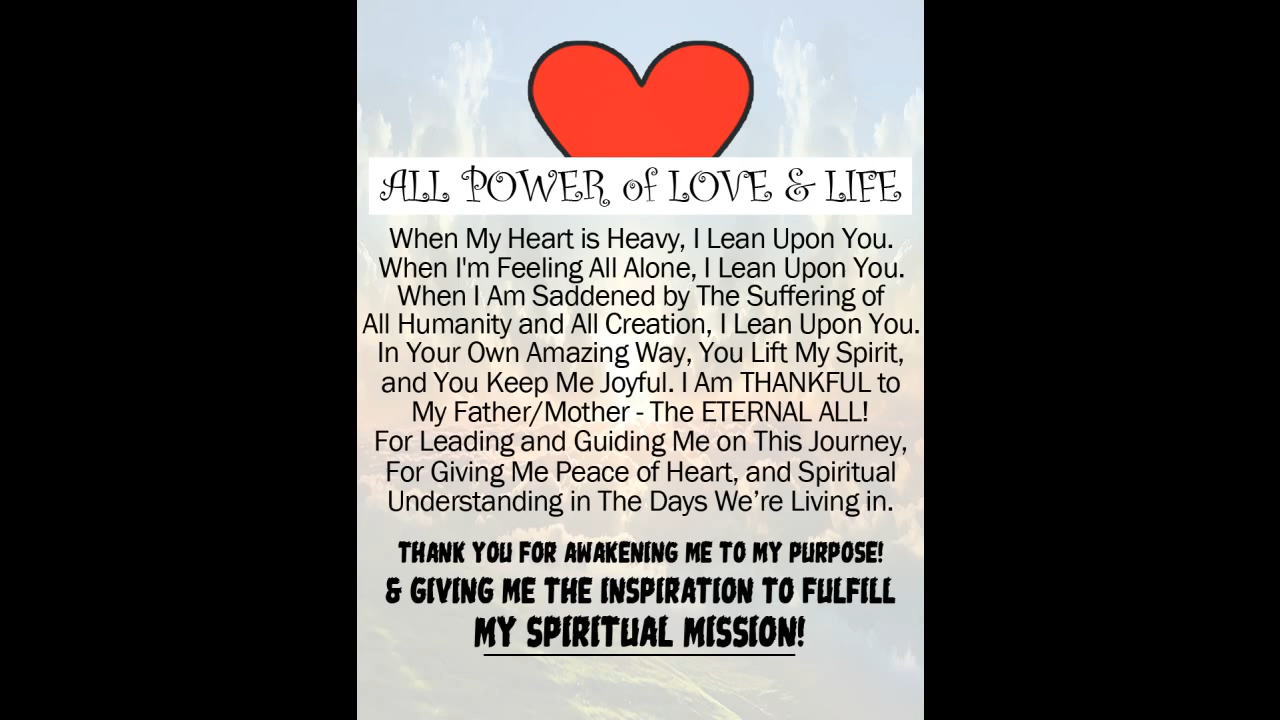 ALL POWER of LOVE & LIFE
When My Heart is Heavy, I Lean Upon You.
When I'm Feeling All Alone, I Lean Upon You.
When I Am Saddened by The Suffering of
All Humanity and All Creation, I Lean Upon You.
In Your Own Amazing Way, You Lift My Spirit,
and You Keep Me Joyful. I Am THANKFUL to
My Father/Mother - The ETERNAL ALL!
For Leading and Guiding Me on This Journey,
For Giving Me Peace of Heart, and Spiritual
Understanding in The Days We’re Living in.
THANK YOU FOR AWAKENING ME TO MY PURPOSE!
& GIVING ME THE INSPIRATION TO FULFILL
MY SPIRITUAL MISSION!